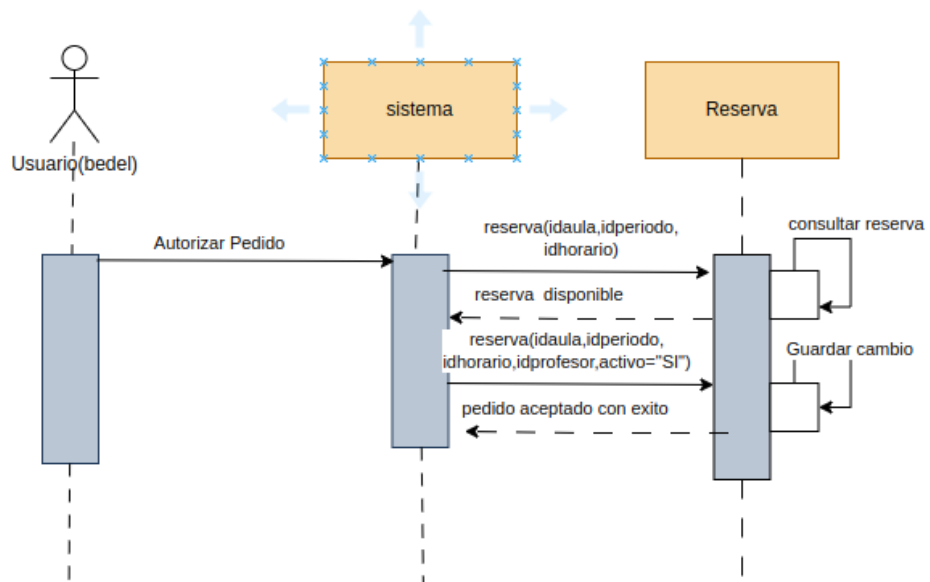 sistema
Reserva
Usuario(bedel)
Autorizar Pedido
reserva(idaula,idperiodo,
idhorario)
consultar reserva
reserva disponible
reserva(idaula,idperiodo,
idhorario,idprofesor,activo="SI")
Guardar cambio
pedido aceptado con exito